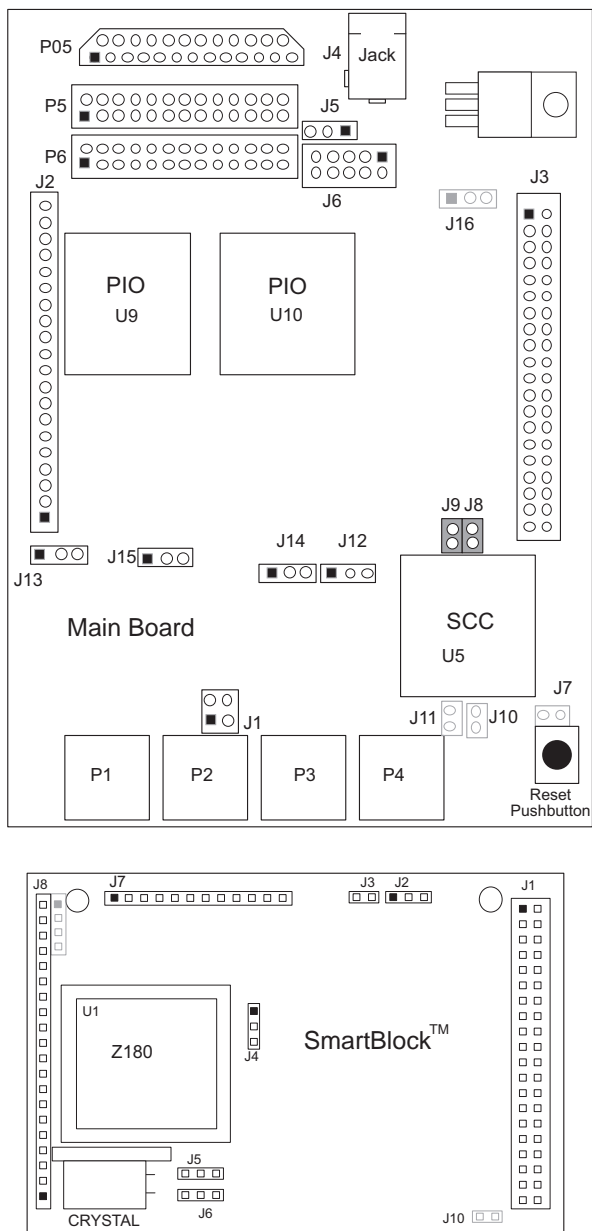 P05
J4
Jack
P5
J5
P6
J2
J6
J16
J3
PIO
U9
PIO
U10
J9 J8
J13
J15
J14
J12
Main Board
SCC
U5
J1
J11
J10
J7
P1
P2
P3
P4
Reset
Pushbutton
J8
J7
J3
J2
J1
U1
Z180
J4
SmartBlock™
J5
J6
CRYSTAL
J10